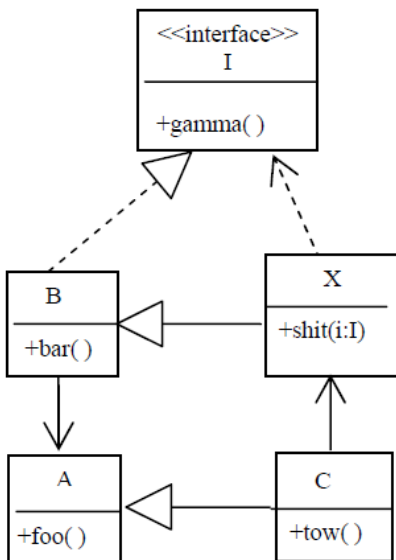 <<interface>>
I
+gamma( )
B
+bar( )
X
+shit(i:I)
A
+foo()
C
+tow()